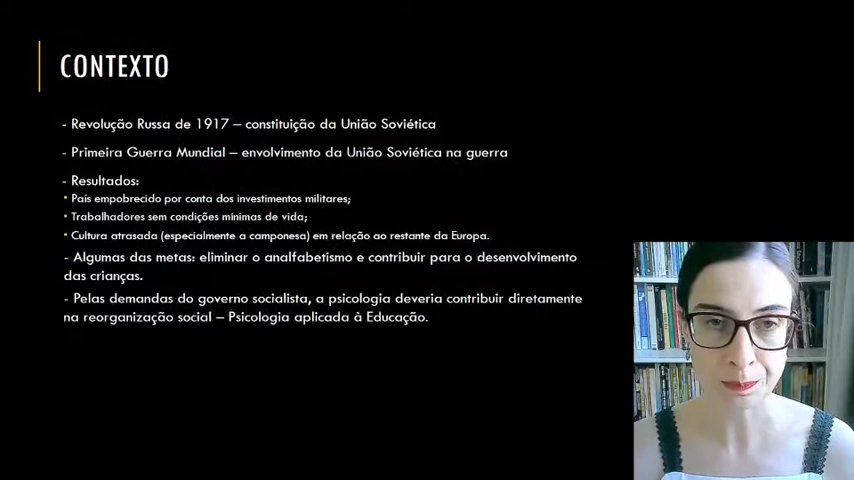 CONTEXTO
- Revolução Russa de 1917 – constituição da União Soviética
- Primeira Guerra Mundial – envolvimento da União Soviética na guerra
- Resultados:
• País empobrecido por conta dos investimentos militares;
• Trabalhadores sem condições mínimas de vida;
• Cultura atrasada (especialmente a camponesa) em relação ao restante da Europa.
- Algumas das metas: eliminar o analfabetismo e contribuir para o desenvolvimento
das crianças.
- Pelas demandas do governo socialista, a psicologia deveria contribuir diretamente
na reorganização social – Psicologia aplicada à Educação.